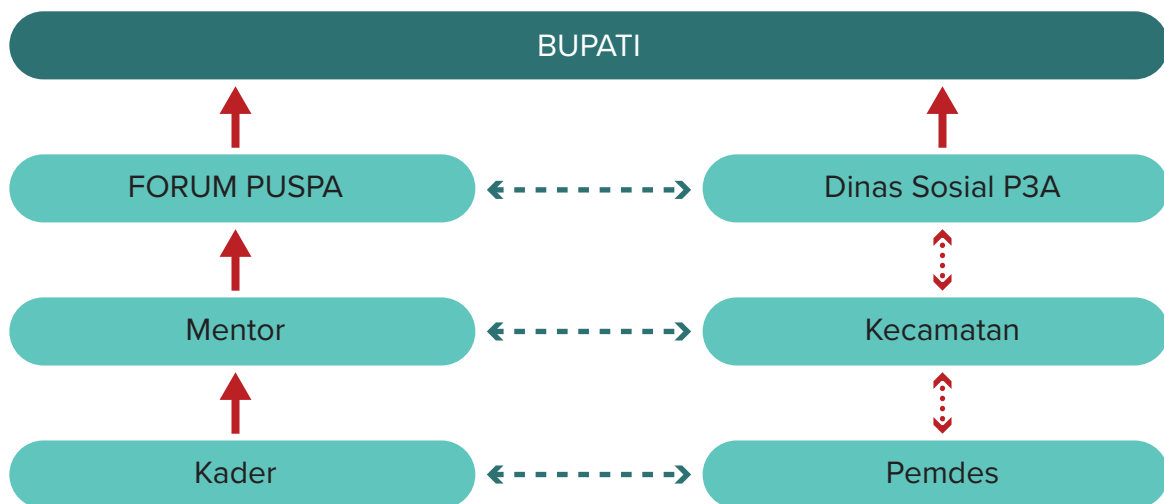 BUPATI
FORUM PUSPA
Dinas Sosial P3A
Mentor
Kecamatan
Kader
Pemdes